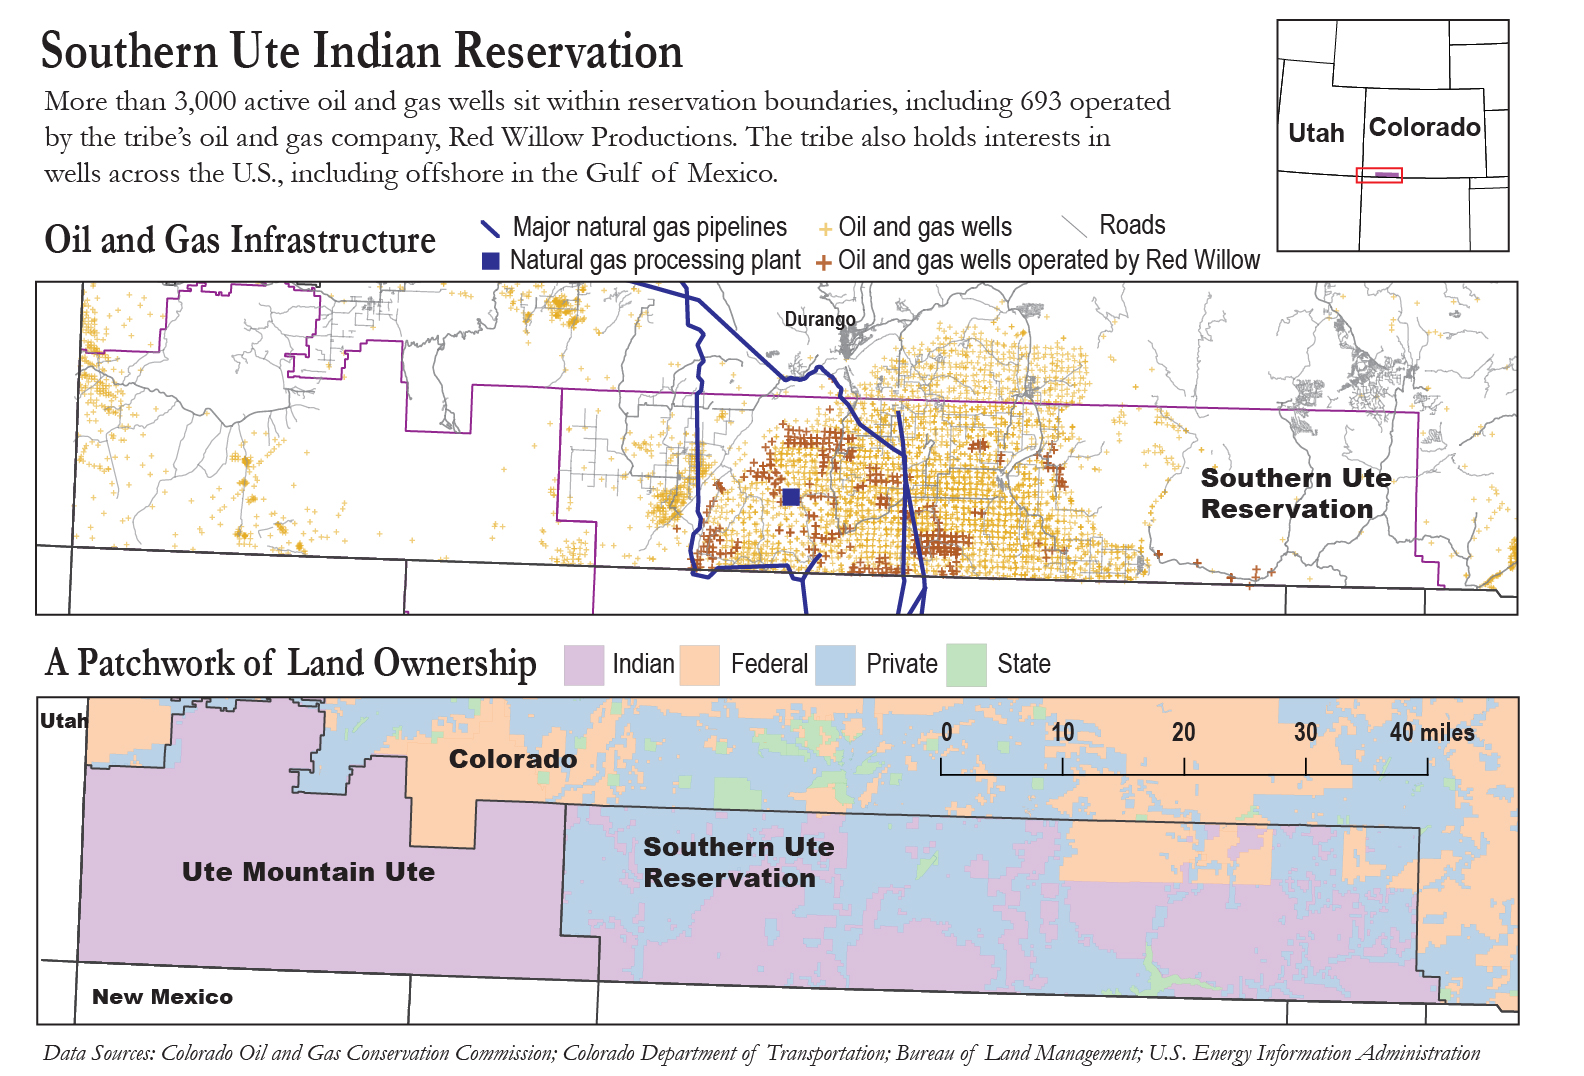 Southern Ute Indian Reservation
More than 3,000 active oil and gas wells sit within reservation boundaries, including 693 operated
by the tribe's oil and gas company, Red Willow Productions. The tribe also holds interests in
wells across the U.S., including offshore in the Gulf of Mexico.
Utah
Colorado
Oil and Gas Infrastructure
Major natural gas pipelines
Oil and gas wells
Roads
Natural gas processing plant
Oil and gas wells operated by Red Willow
Durango
Southern Ute
Reservation
A Patchwork of Land Ownership
Indian
Federal
Private
State
Utah
Colorado
0
10
20
30
40 miles
Ute Mountain Ute
Southern Ute
Reservation
New Mexico
Data Sources: Colorado Oil and Gas Conservation Commission; Colorado Department of Transportation; Bureau of Land Management; U.S. Energy Information Administration